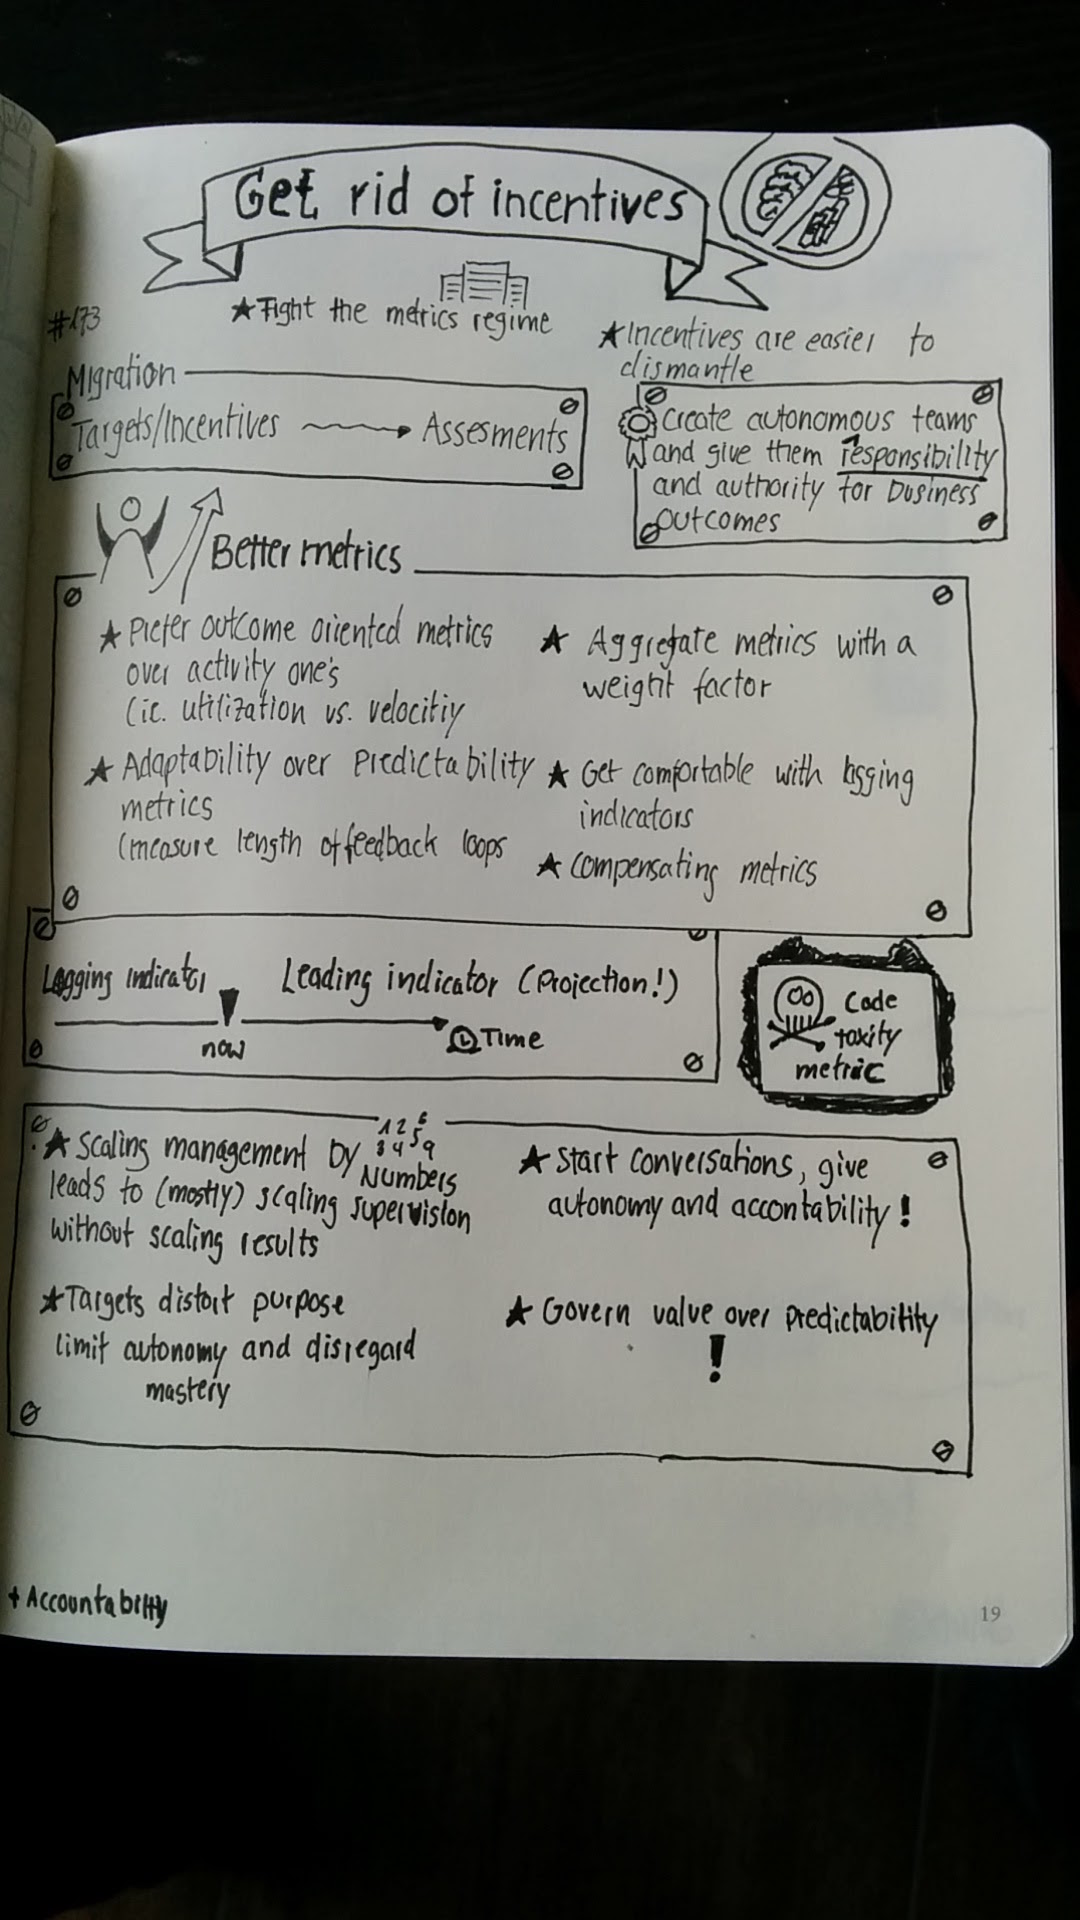 Get rid of incentives
#173
★ Fight the metrics regime
★ Incentives are easier to
dismantle
Migration
Targets/Incentives → Assesments
Create autonomous teams
and give them responsibility
and authority for business
outcomes
Better metrics
★ Prefer outcome oriented metrics
over activity one's
(ie. utilization vs. velocitiy
★ Adaptability over Predictability
metrics
(measure length of feedback loops
★ Aggregate metrics with a
weight factor
★ Get comfortable with lagging
indicators
★ Compensating metrics
Lagging indicator
Leading indicator (Projection!)
now
Time
Code
toxity
metric
1 2 6
3 4 5 9
★ Scaling management by Numbers
leads to (mostly) scaling supervision
without scaling results
★ Targets distort purpose
limit autonomy and disregard
mastery
★ Start conversations, give
autonomy and accontability!
★ Govern value over predictability
!
+ Accountability
19